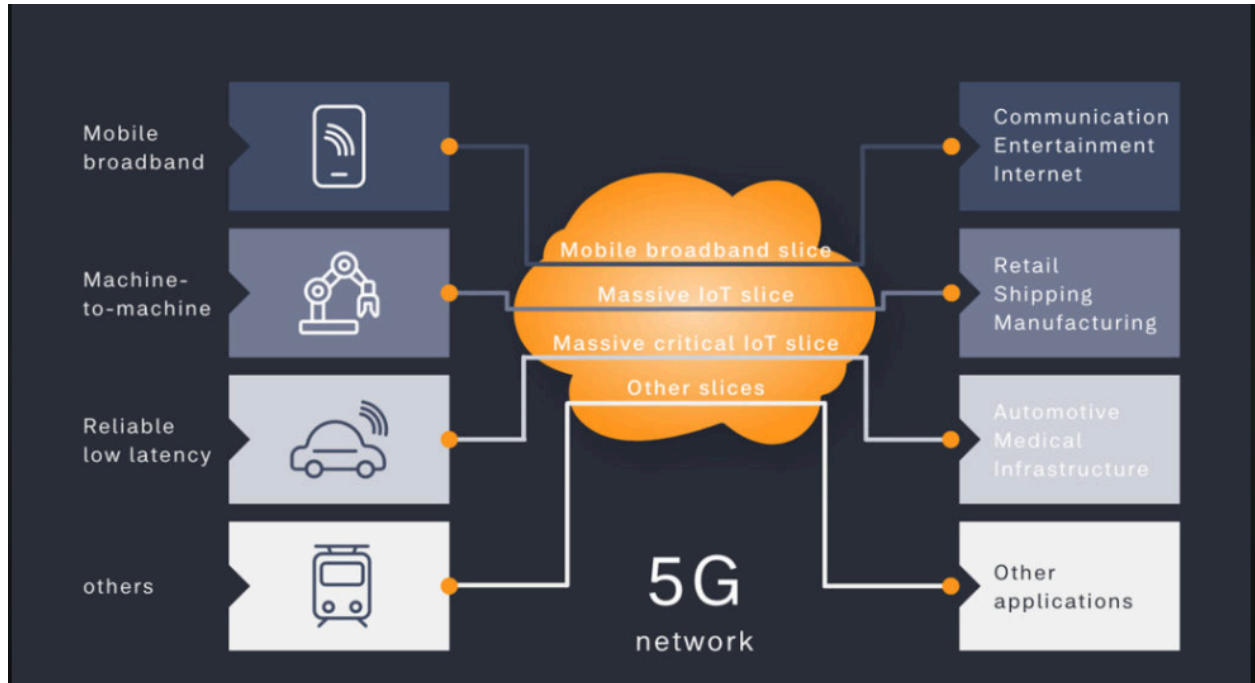 Mobile
broadband
Communication
Entertainment
Internet
Mobile broadband slice
Machine-
to-machine
Massive IoT slice
Retail
Shipping
Manufacturing
Massive critical IoT slice
Other slices
Reliable
low latency
Automotive
Medical
Infrastructure
others
5G
network
Other
applications